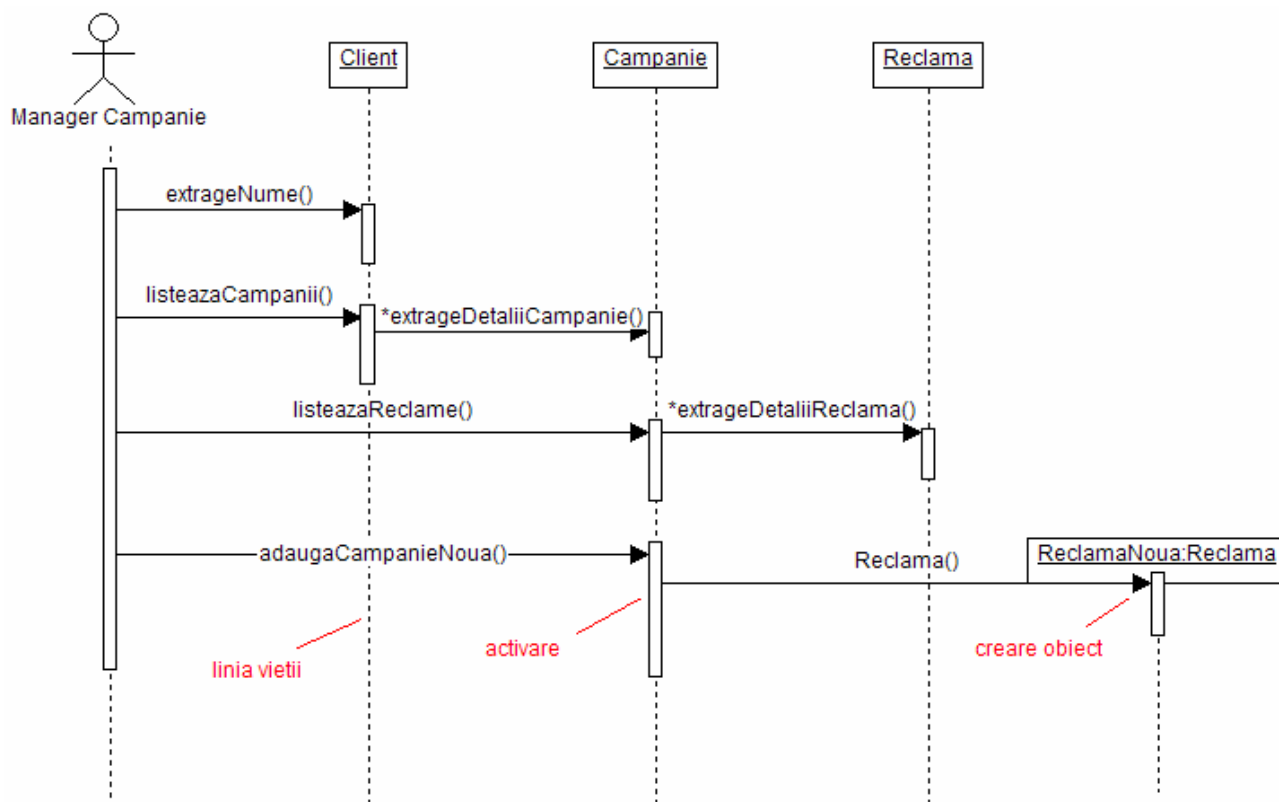 Client
Campanie
Reclama
Manager Campanie
extrageNume()
listeazaCampanii()
*extrageDetaliiCampanie()
listeazaReclame()
*extrageDetaliiReclama()
adaugaCampanieNoua()
Reclama()
ReclamaNoua:Reclama
linia vietii
activare
creare obiect